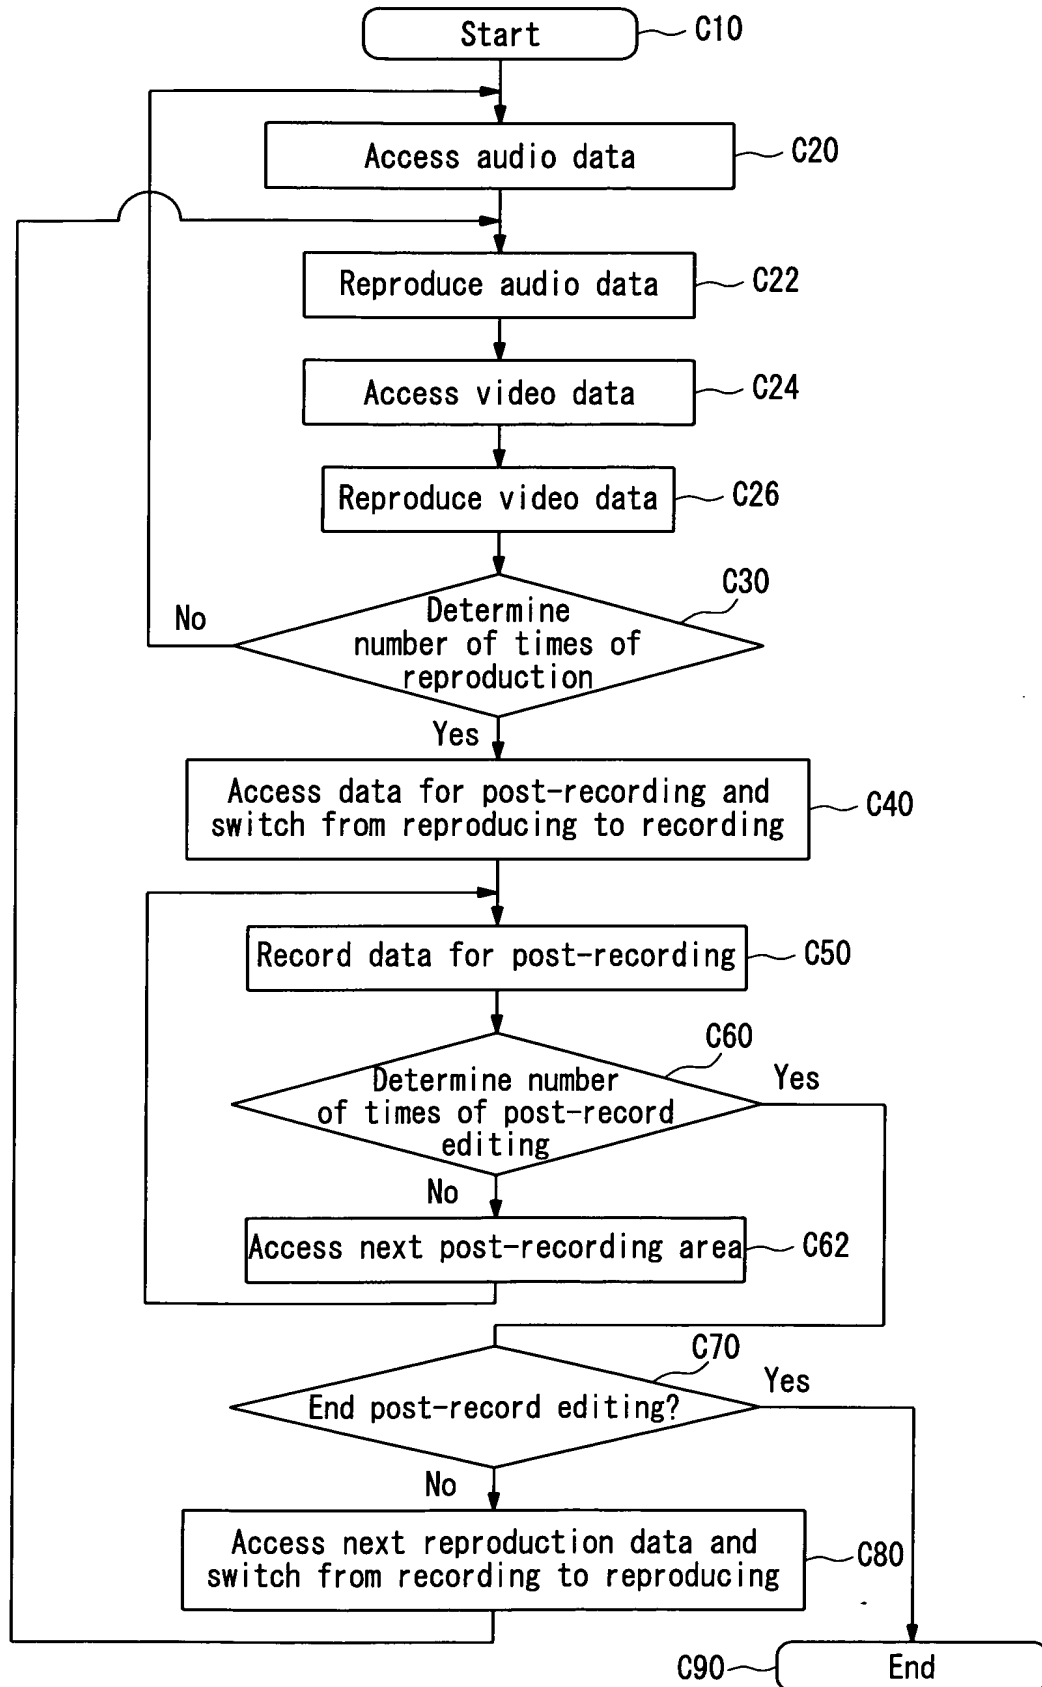 Start
C10
Access audio data
C20
Reproduce audio data
C22
Access video data
C24
Reproduce video data
C26
C30
Determine
number of times of
reproduction
No
Yes
Access data for post-recording and
switch from reproducing to recording
C40
Record data for post-recording
C50
C60
Determine number
of times of post-record
editing
Yes
No
Access next post-recording area
C62
C70
End post-record editing?
Yes
No
Access next reproduction data and
switch from recording to reproducing
C80
C90
End